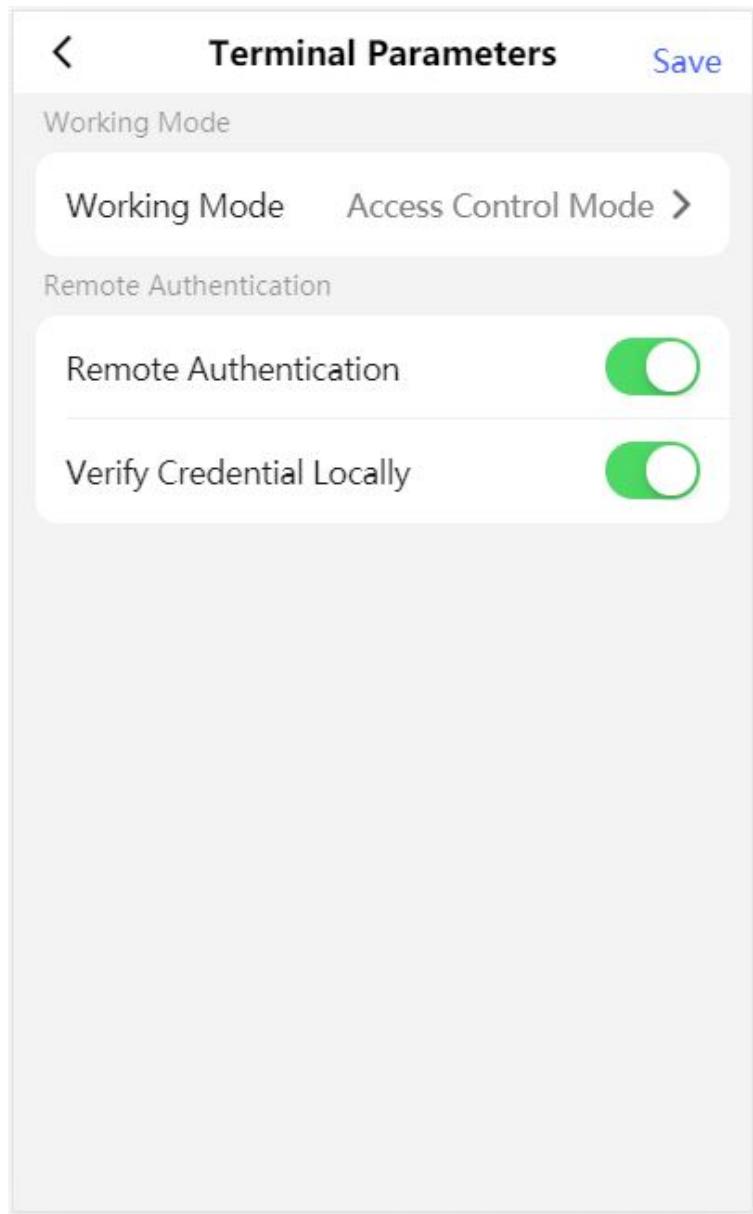 Terminal Parameters
Save
Working Mode
Working Mode Access Control Mode
Remote Authentication
Remote Authentication
Verify Credential Locally